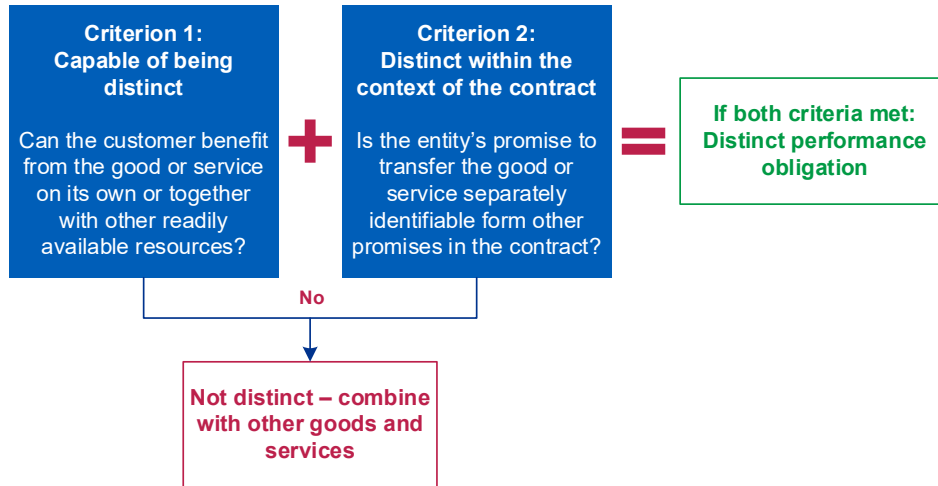 Criterion 1:
Capable of being
distinct
Can the customer benefit
from the good or service
on its own or together
with other readily
available resources?
Criterion 2:
Distinct within the
context of the contract
Is the entity’s promise to
transfer the good or
service separately
identifiable form other
promises in the contract?
If both criteria met:
Distinct performance
obligation
No
Not distinct – combine
with other goods and
services